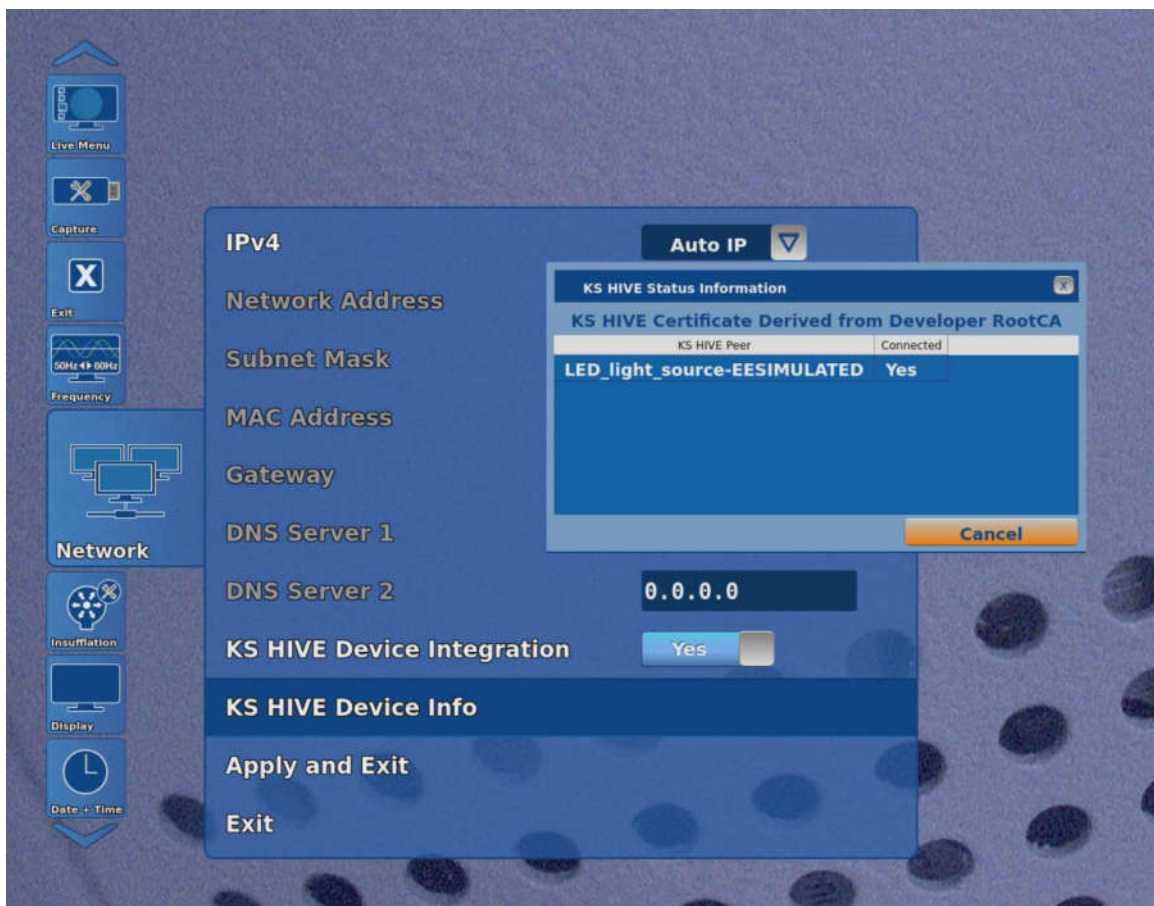 Live Menu
Capture
X
Exit
50Hz 60Hz
Frequency
Network
Insufflation
Display
Date + Time
IPv4
Auto IP
Network Address
Subnet Mask
MAC Address
Gateway
DNS Server 1
DNS Server 2
0.0.0.0
KS HIVE Device Integration
Yes
KS HIVE Device Info
Apply and Exit
Exit
KS HIVE Status Information
X
KS HIVE Certificate Derived from Developer RootCA
KS HIVE Peer Connected
LED_light_source-EESIMULATED Yes
Cancel